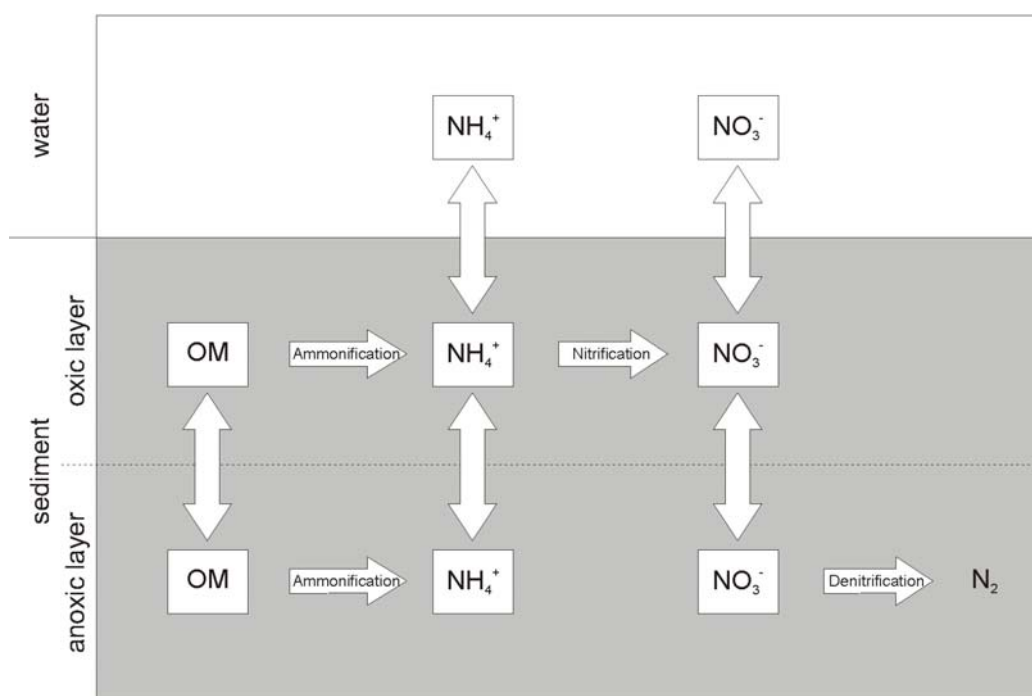 water
NH₄⁺
NO₃⁻
sediment
oxic layer
OM
Ammonification
NH₄⁺
Nitrification
NO₃⁻
anoxic layer
OM
Ammonification
NH₄⁺
NO₃⁻
Denitrification
N₂